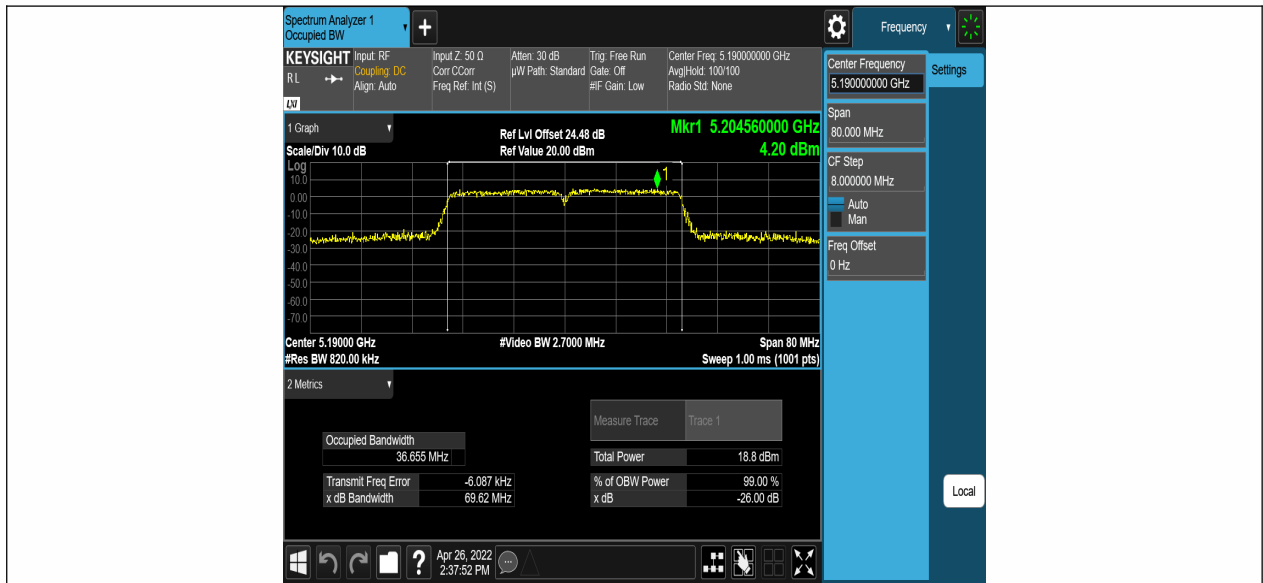 Spectrum Analyzer 1
Occupied BW
+
Frequency
KEYSIGHT
RL
LXI
Input: RF
Coupling: DC
Align: Auto
Input Z: 50 Ω
Corr CCorr
Freq Ref: Int (S)
Atten: 30 dB
µW Path: Standard
Trig: Free Run
Gate: Off
#IF Gain: Low
Center Freq: 5.190000000 GHz
Avg|Hold: 100/100
Radio Std: None
Center Frequency
5.190000000 GHz
Settings
Span
80.000 MHz
CF Step
8.000000 MHz
Auto
Man
Freq Offset
0 Hz
Local
1 Graph
Scale/Div 10.0 dB
Ref Lvl Offset 24.48 dB
Ref Value 20.00 dBm
Mkr1 5.204560000 GHz
4.20 dBm
Log
1
10.0
0.00
-10.0
-20.0
-30.0
-40.0
-50.0
-60.0
-70.0
Center 5.19000 GHz
#Video BW 2.7000 MHz
Span 80 MHz
#Res BW 820.00 kHz
Sweep 1.00 ms (1001 pts)
2 Metrics
Measure Trace
Trace 1
Occupied Bandwidth
36.655 MHz
Total Power
18.8 dBm
Transmit Freq Error
-6.087 kHz
% of OBW Power
99.00 %
x dB Bandwidth
69.62 MHz
x dB
-26.00 dB
?
Apr 26, 2022
2:37:52 PM